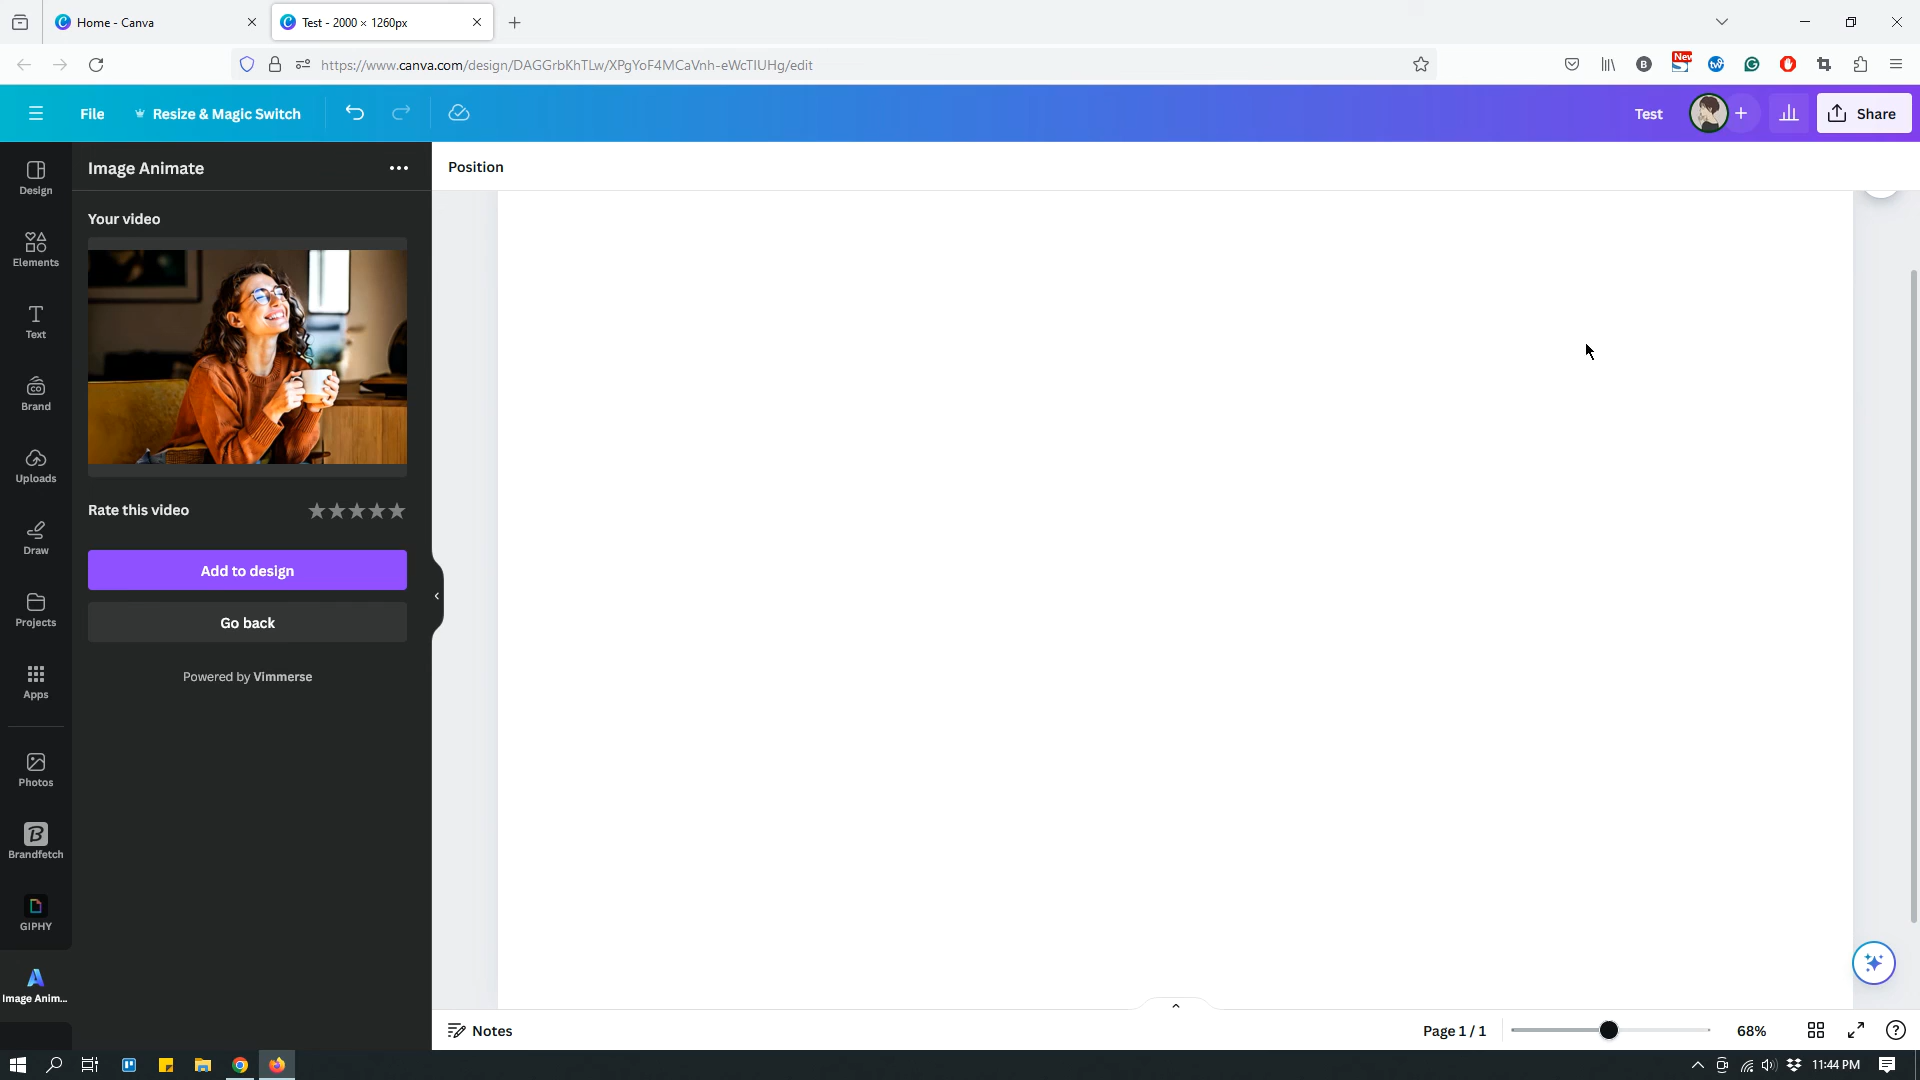 Home - Canva
Test - 2000 × 1260px
https://www.canva.com/design/DAGGrbKhTLw/XPgYoF4MCaVnh-eWcTIUHg/edit
New
File
Resize & Magic Switch
Test
Share
Design
Elements
Text
Brand
Uploads
Draw
Projects
Apps
Photos
Brandfetch
GIPHY
Image Anim...
Image Animate
Your video
Rate this video
Add to design
Go back
Powered by Vimmerse
Position
Notes
Page 1 / 1
68%
11:44 PM